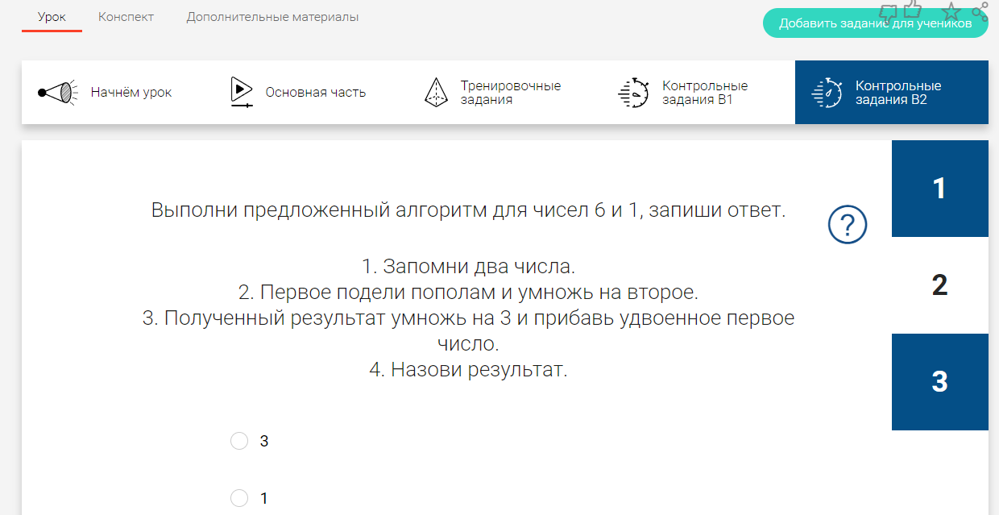 Урок
Конспект
Дополнительные материалы
Добавить задание для учеников
Начнём урок
Основная часть
Тренировочные
задания
Контрольные
задания В1
Контрольные
задания В2
Выполни предложенный алгоритм для чисел 6 и 1, запиши ответ.
?
1. Запомни два числа.
2. Первое подели пополам и умножь на второе.
3. Полученный результат умножь на 3 и прибавь удвоенное первое
число.
4. Назови результат.
3
1
1
2
3